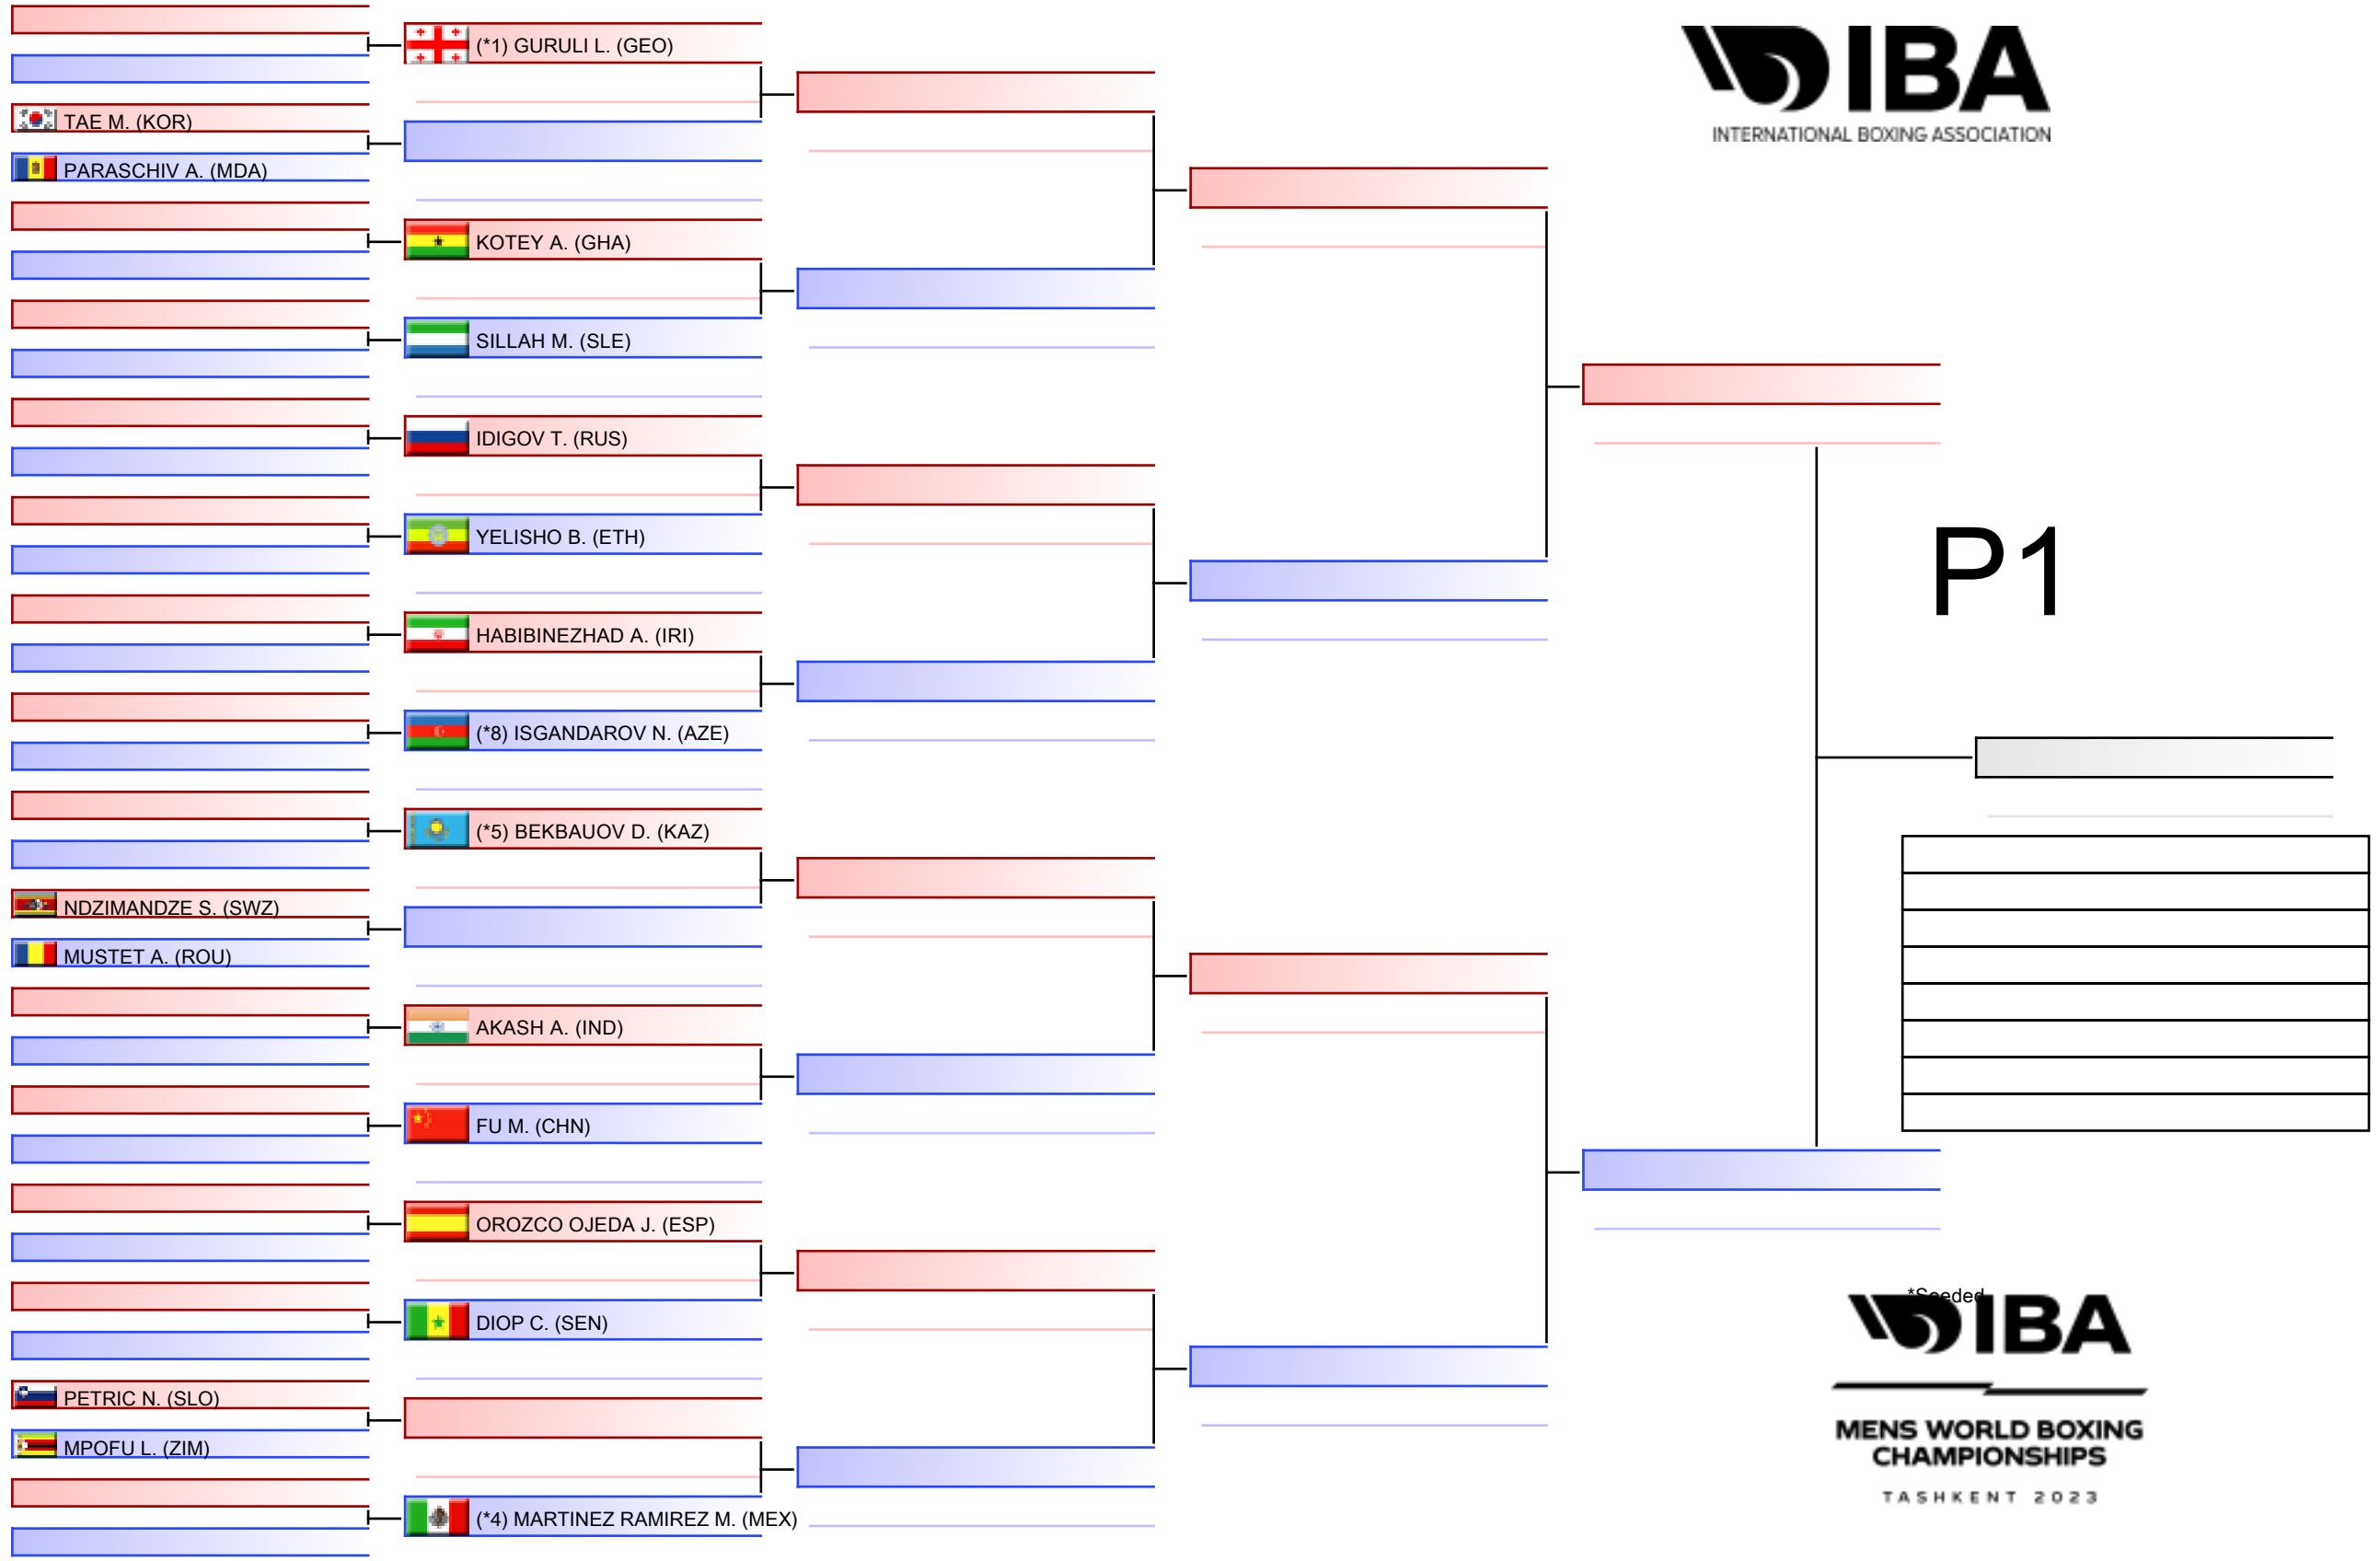 (*1) GURULI L. (GEO)
TAE M. (KOR)
PARASCHIV A. (MDA)
KOTEY A. (GHA)
SILLAH M. (SLE)
IDIGOV T. (RUS)
YELISHO B. (ETH)
HABIBINEZHAD A. (IRI)
(*8) ISGANDAROV N. (AZE)
(*5) BEKBAUOV D. (KAZ)
NDZIMANDZE S. (SWZ)
MUSTET A. (ROU)
AKASH A. (IND)
FU M. (CHN)
OROZCO OJEDA J. (ESP)
DIOP C. (SEN)
PETRIC N. (SLO)
MPOFU L. (ZIM)
(*4) MARTINEZ RAMIREZ M. (MEX)
IBA
INTERNATIONAL BOXING ASSOCIATION
P1
*Seeded
IBA
MENS WORLD BOXING
CHAMPIONSHIPS
TASHKENT 2023